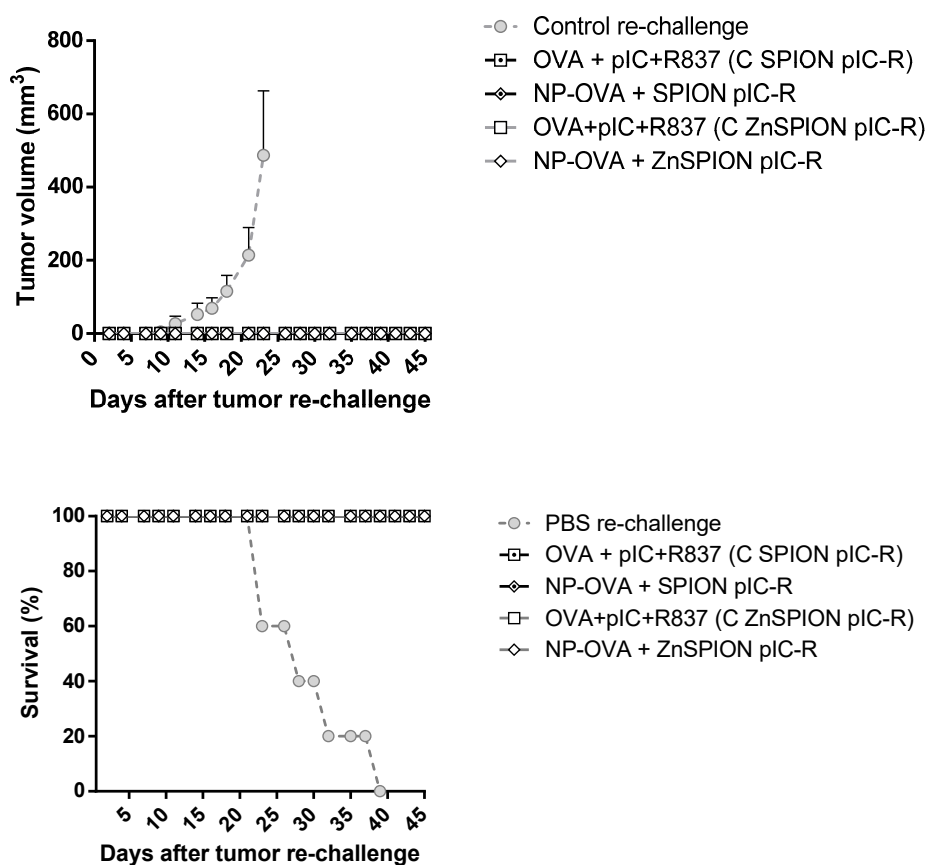 Control re-challenge
OVA + pIC+R837 (C SPION pIC-R)
NP-OVA + SPION pIC-R
OVA+pIC+R837 (C ZnSPION pIC-R)
NP-OVA + ZnSPION pIC-R
Tumor volume (mm³)
800
600
400
200
0
0 5 10 15 20 25 30 35 40 45
Days after tumor re-challenge
PBS re-challenge
OVA + pIC+R837 (C SPION pIC-R)
NP-OVA + SPION pIC-R
OVA+pIC+R837 (C ZnSPION pIC-R)
NP-OVA + ZnSPION pIC-R
Survival (%)
100
80
60
40
20
0
5 10 15 20 25 30 35 40 45
Days after tumor re-challenge